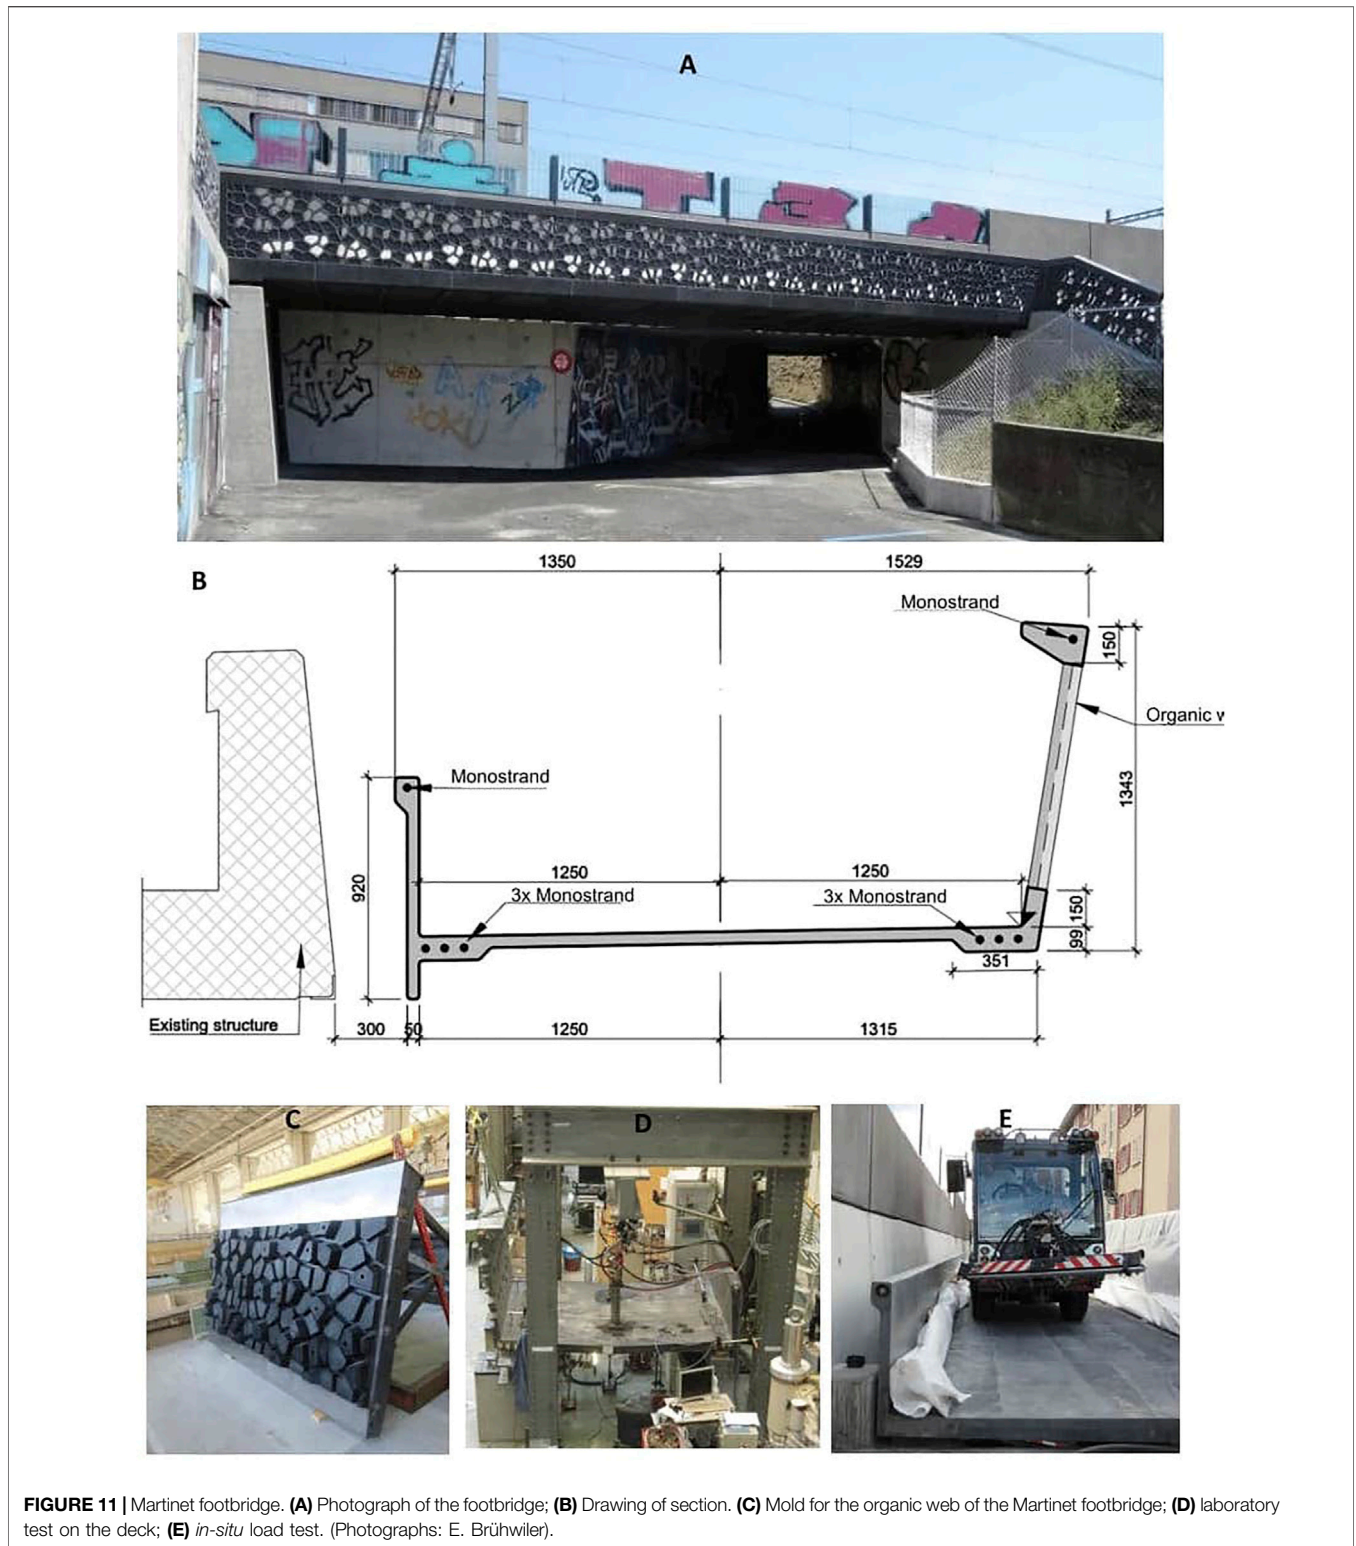 A
B
1350
1529
Monostrand
150
Organic w
1343
Monostrand
920
1250
1250
3x Monostrand
3x Monostrand
150
99
351
Existing structure
300
50
1250
1315
C
D
E
FIGURE 11 | Martinet footbridge. (A) Photograph of the footbridge; (B) Drawing of section. (C) Mold for the organic web of the Martinet footbridge; (D) laboratory
test on the deck; (E) in-situ load test. (Photographs: E. Brühwiler).